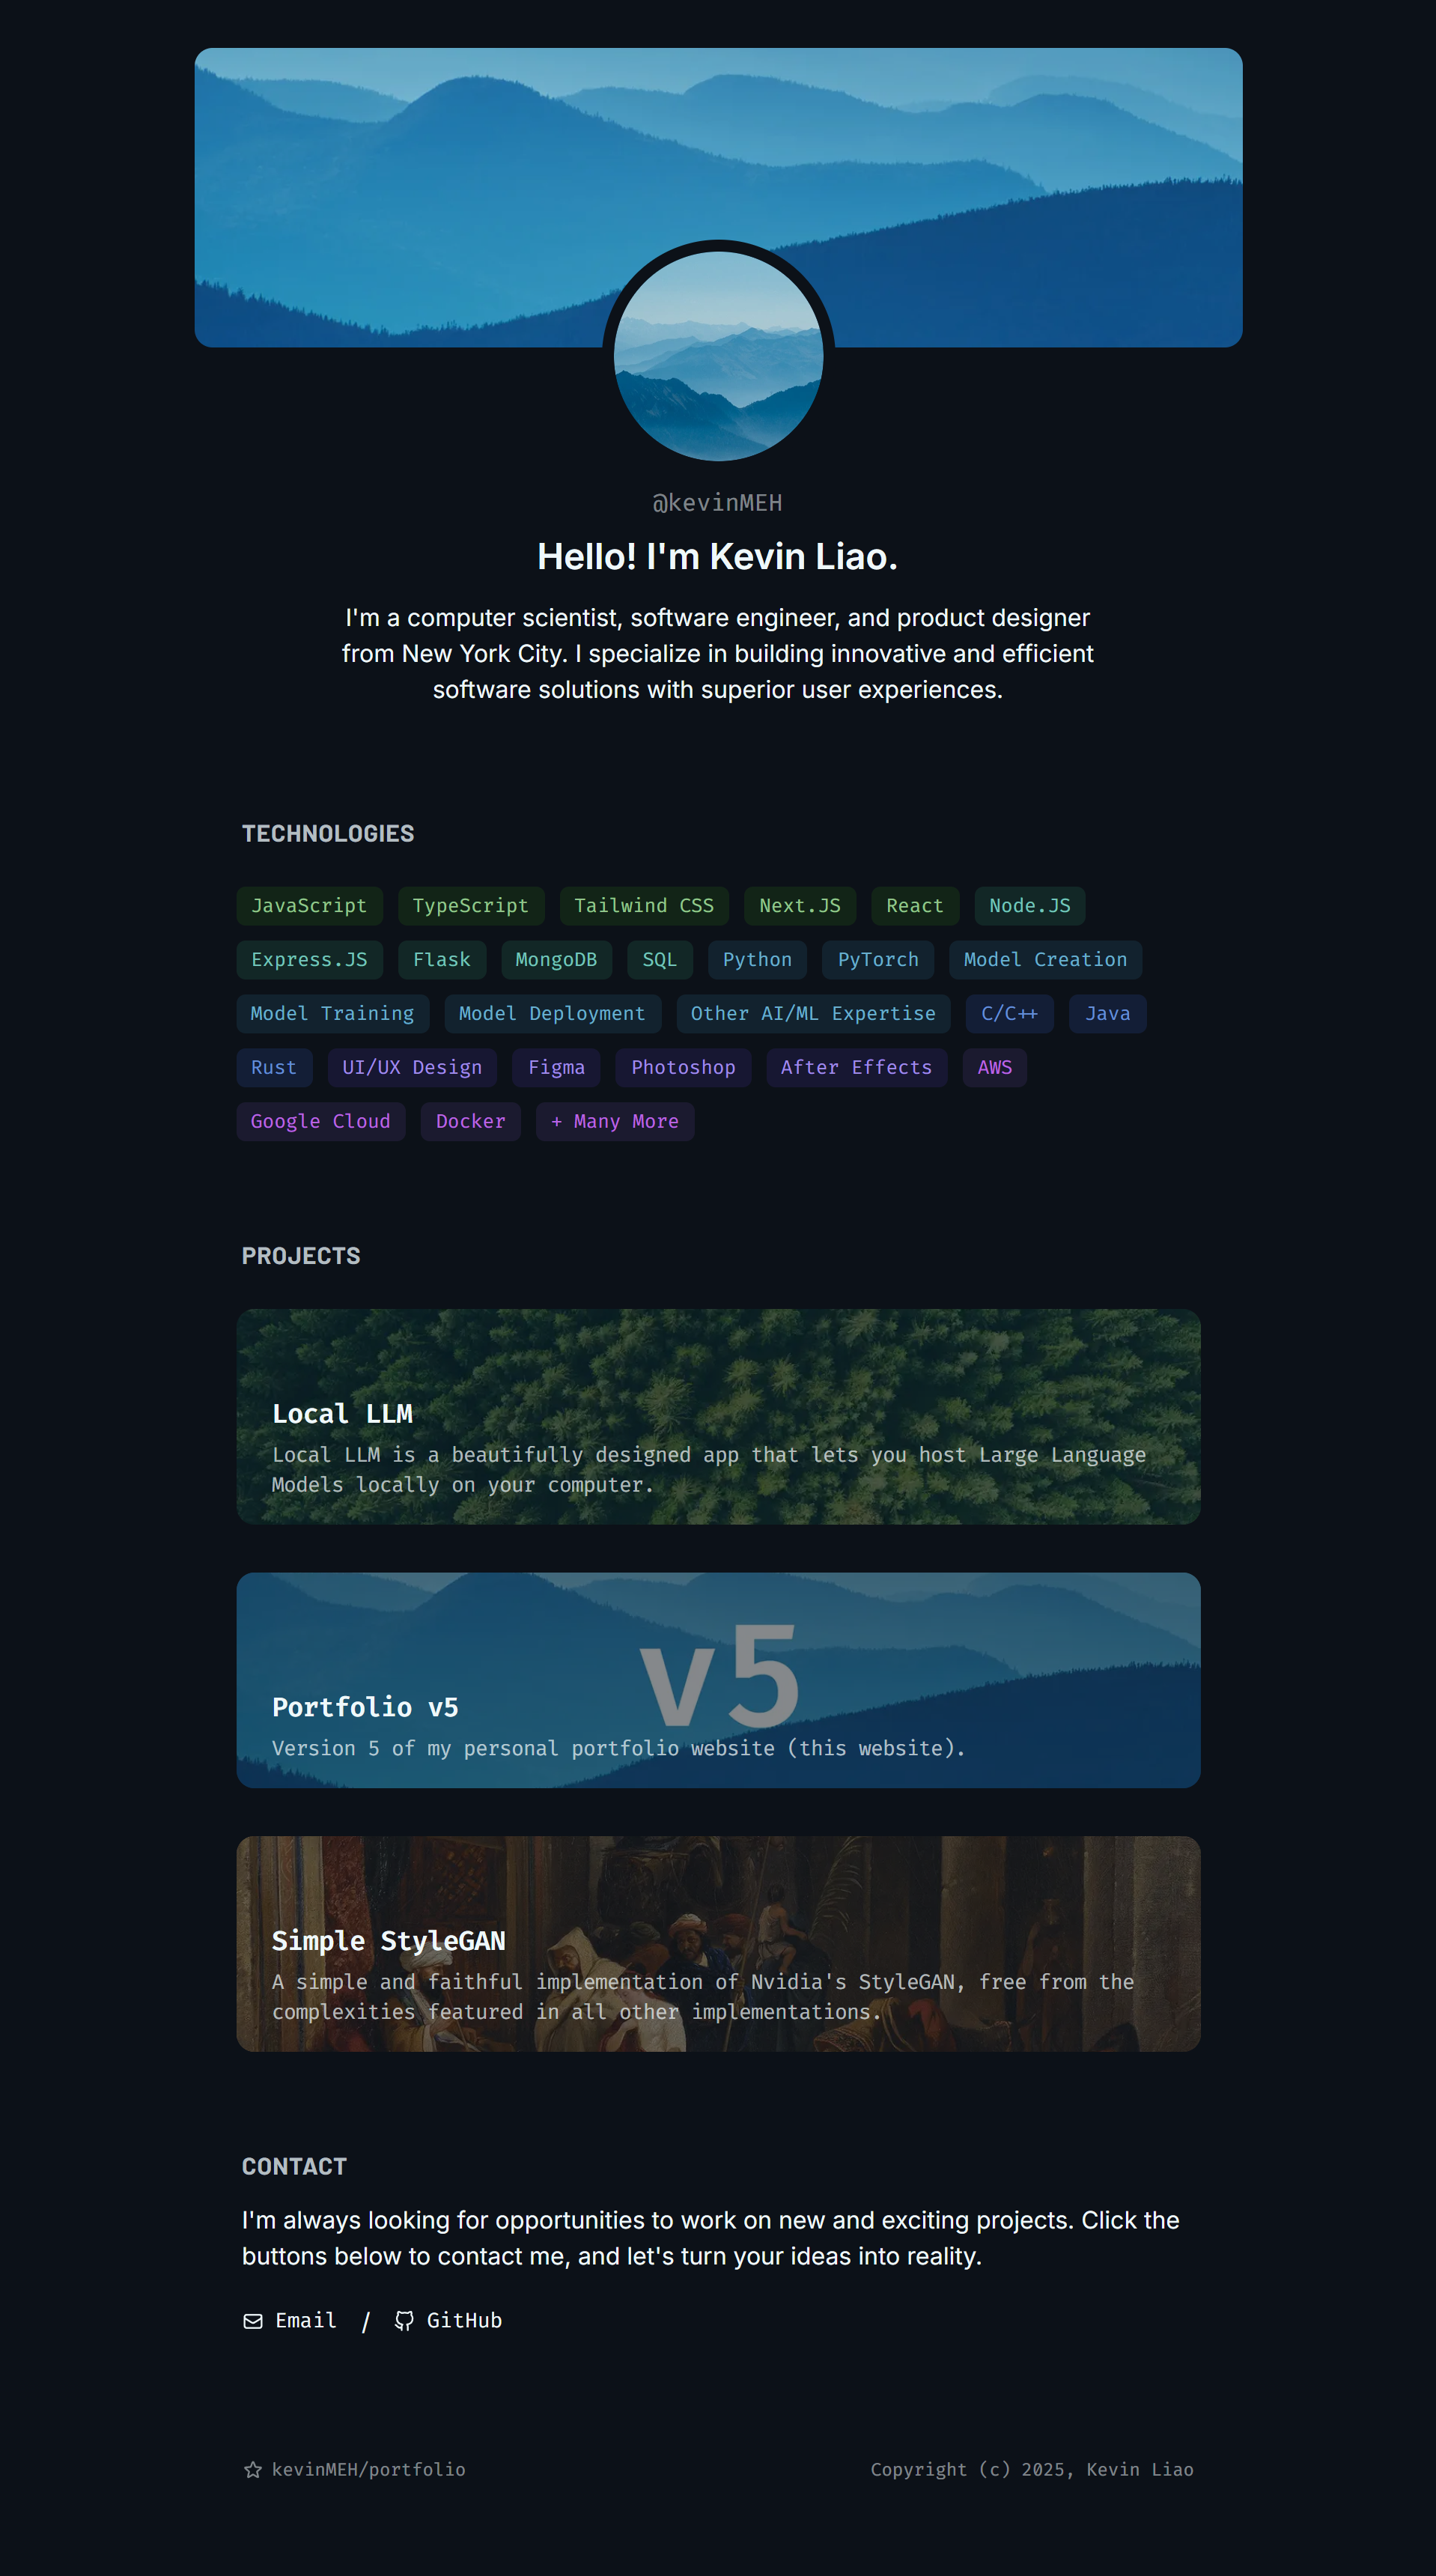 @kevinMEH
Hello! I'm Kevin Liao.
I'm a computer scientist, software engineer, and product designer
from New York City. I specialize in building innovative and efficient
software solutions with superior user experiences.
TECHNOLOGIES
JavaScript TypeScript Tailwind CSS Next.JS React Node.JS
Express.JS Flask MongoDB SQL Python PyTorch Model Creation
Model Training Model Deployment Other AI/ML Expertise C/C++ Java
Rust UI/UX Design Figma Photoshop After Effects AWS
Google Cloud Docker + Many More
PROJECTS
Local LLM
Local LLM is a beautifully designed app that lets you host Large Language
Models locally on your computer.
v5
Portfolio v5
Version 5 of my personal portfolio website (this website).
Simple StyleGAN
A simple and faithful implementation of Nvidia's StyleGAN, free from the
complexities featured in all other implementations.
CONTACT
I'm always looking for opportunities to work on new and exciting projects. Click the
buttons below to contact me, and let's turn your ideas into reality.
Email / GitHub
kevinMEH/portfolio Copyright (c) 2025, Kevin Liao